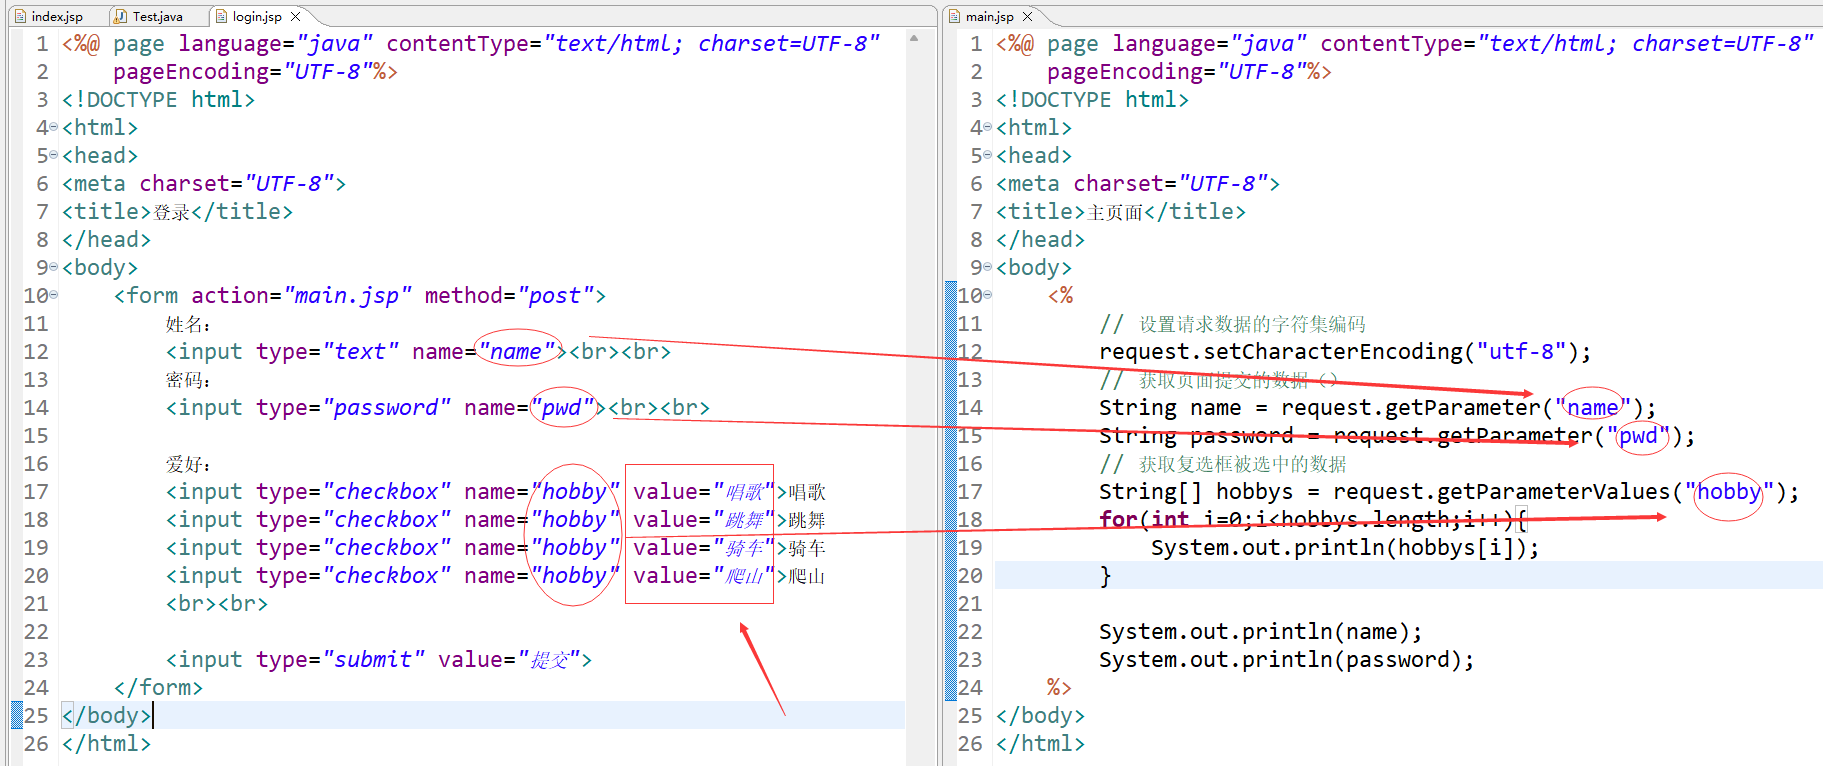 index.jsp
Test.java
login.jsp
1 <%@ page language="java" contentType="text/html; charset=UTF-8"
2     pageEncoding="UTF-8"%>
3 <!DOCTYPE html>
4 <html>
5 <head>
6 <meta charset="UTF-8">
7 <title>登录</title>
8 </head>
9 <body>
10     <form action="main.jsp" method="post">
11         姓名：
12         <input type="text" name="name"><br><br>
13         密码：
14         <input type="password" name="pwd"><br><br>
15
16         爱好：
17         <input type="checkbox" name="hobby" value="唱歌">唱歌
18         <input type="checkbox" name="hobby" value="跳舞">跳舞
19         <input type="checkbox" name="hobby" value="骑车">骑车
20         <input type="checkbox" name="hobby" value="爬山">爬山
21         <br><br>
22
23         <input type="submit" value="提交">
24     </form>
25 </body>
26 </html>
main.jsp
1 <%@ page language="java" contentType="text/html; charset=UTF-8"
2     pageEncoding="UTF-8"%>
3 <!DOCTYPE html>
4 <html>
5 <head>
6 <meta charset="UTF-8">
7 <title>主页面</title>
8 </head>
9 <body>
10     <%
11         // 设置请求数据的字符集编码
12         request.setCharacterEncoding("utf-8");
13         // 获取页面提交的数据（）
14         String name = request.getParameter("name");
15         String password = request.getParameter("pwd");
16         // 获取复选框被选中的数据
17         String[] hobbys = request.getParameterValues("hobby");
18         for(int i=0;i<hobbys.length;i++){
19             System.out.println(hobbys[i]);
20         }
21
22         System.out.println(name);
23         System.out.println(password);
24     %>
25 </body>
26 </html>